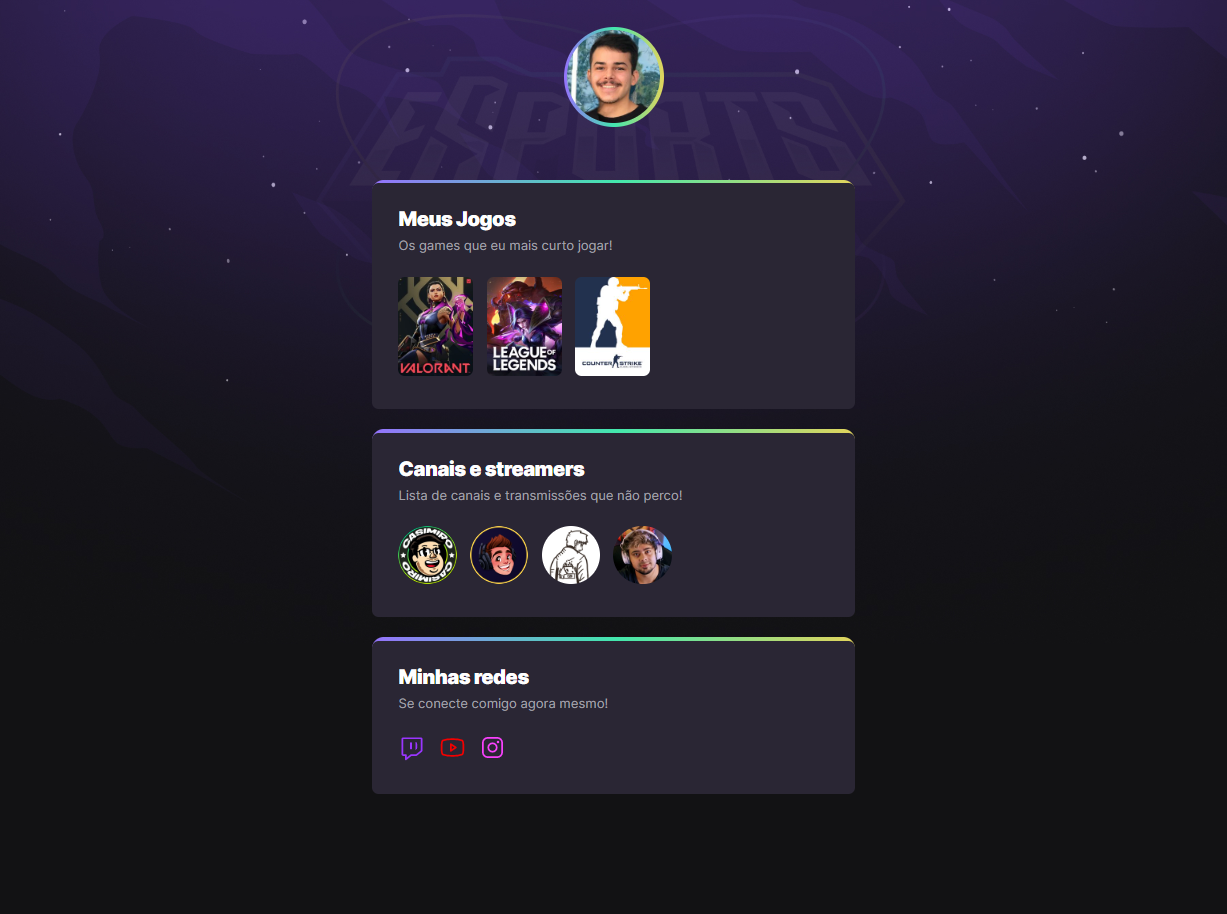 ESPORTS
Meus Jogos
Os games que eu mais curto jogar!
VALORANT
LEAGUE OF
LEGENDS
COUNTER STRIKE
Canais e streamers
Lista de canais e transmissões que não perco!
CASIMIRO
CASIMIRO
Minhas redes
Se conecte comigo agora mesmo!